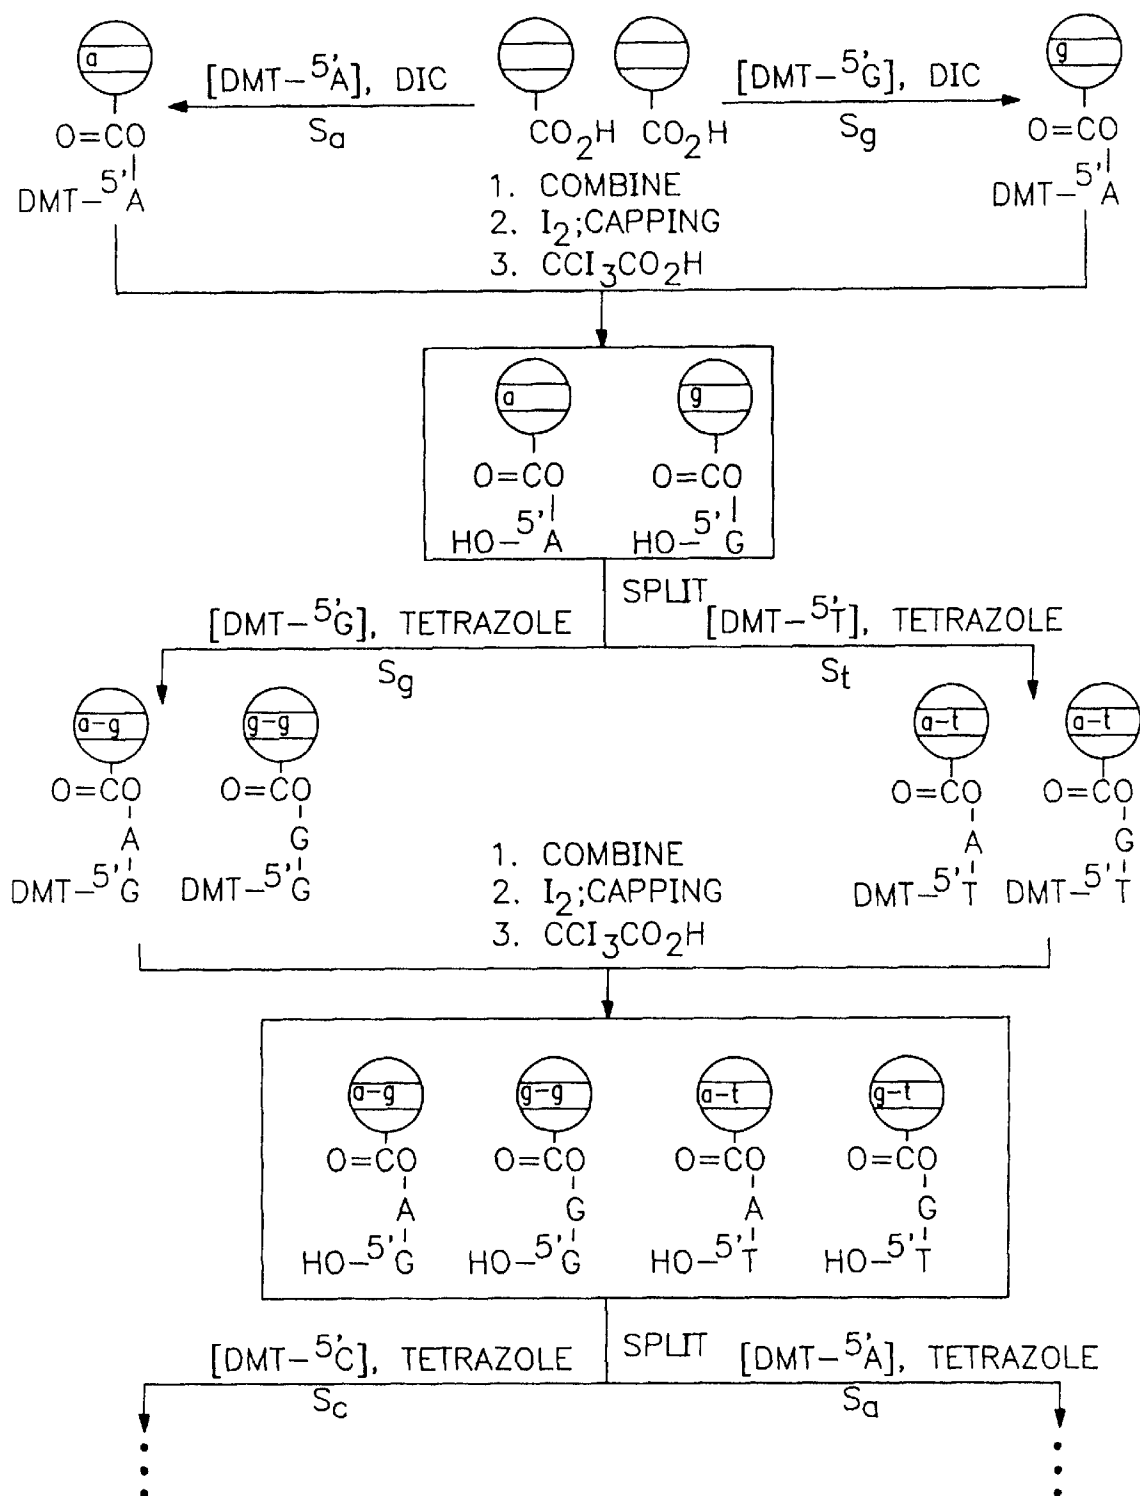 a
g
[DMT-5'A], DIC
[DMT-5'G], DIC
Sa
Sg
CO2H
CO2H
O=CO
O=CO
DMT-5'A
DMT-5'A
1. COMBINE
2. I2;CAPPING
3. CCl3CO2H
a
g
O=CO
O=CO
HO-5'A
HO-5'G
SPLIT
[DMT-5'G], TETRAZOLE
[DMT-5'T], TETRAZOLE
Sg
St
a-g
g-g
a-t
a-t
O=CO
O=CO
O=CO
O=CO
A
G
A
G
DMT-5'G
DMT-5'G
DMT-5'T
DMT-5'T
1. COMBINE
2. I2;CAPPING
3. CCl3CO2H
a-g
g-g
a-t
g-t
O=CO
O=CO
O=CO
O=CO
A
G
A
G
HO-5'G
HO-5'G
HO-5'T
HO-5'T
SPLIT
[DMT-5'C], TETRAZOLE
[DMT-5'A], TETRAZOLE
Sc
Sa